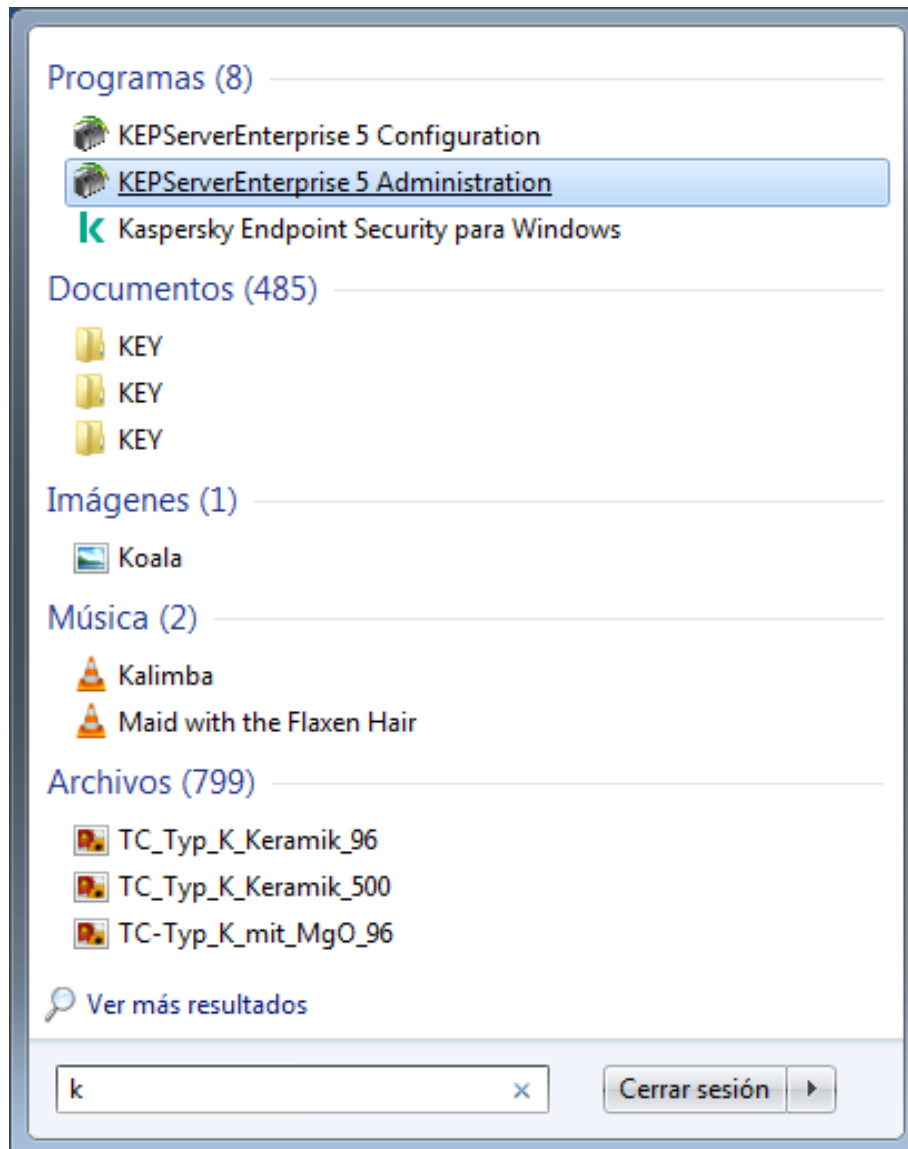 Programas (8)
KEPServerEnterprise 5 Configuration
KEPServerEnterprise 5 Administration
Kaspersky Endpoint Security para Windows
Documentos (485)
KEY
KEY
KEY
Imágenes (1)
Koala
Música (2)
Kalimba
Maid with the Flaxen Hair
Archivos (799)
TC_Typ_K_Keramik_96
TC_Typ_K_Keramik_500
TC-Typ_K_mit_MgO_96
Ver más resultados
k Cerrar sesión